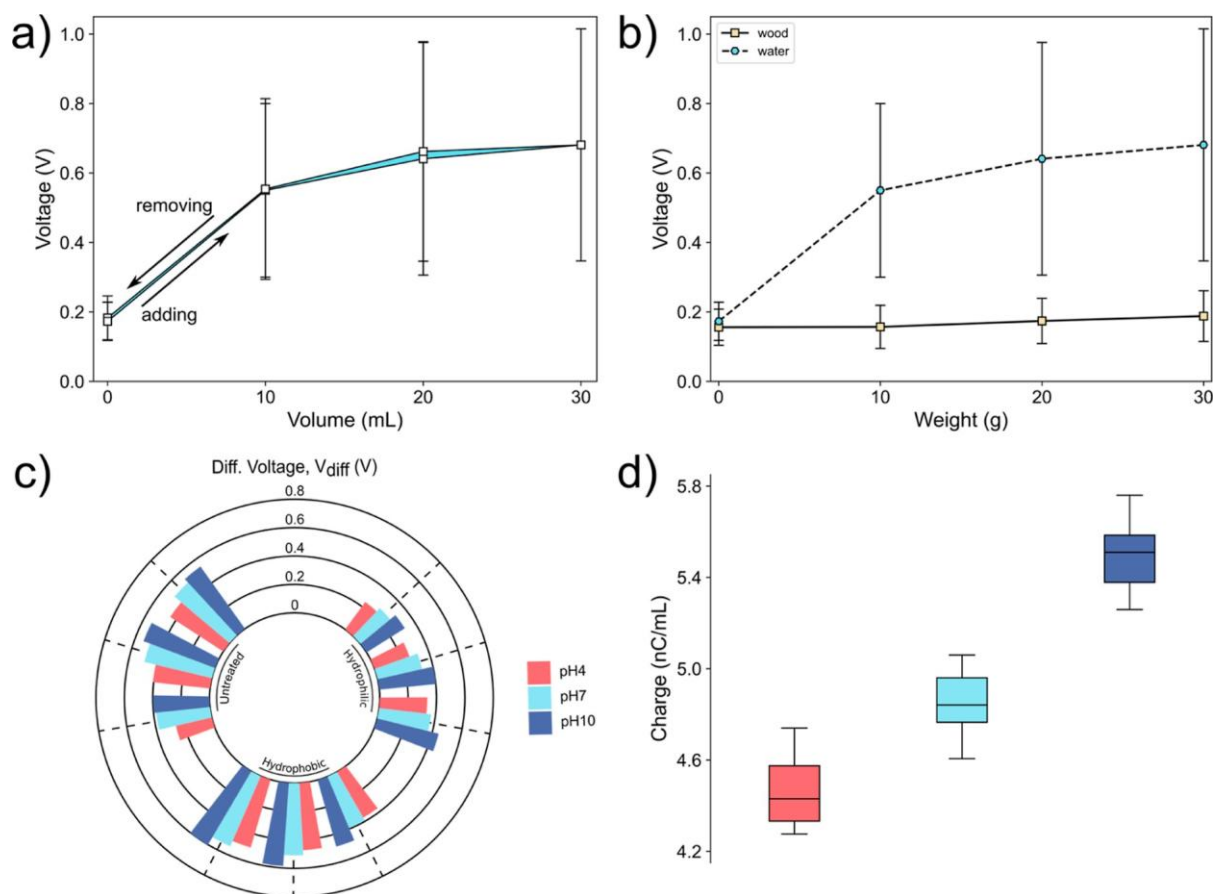 a)
1.0
0.8
0.6
0.4
0.2
0.0
Voltage (V)
removing
adding
0 10 20 30
Volume (mL)
b)
1.0
0.8
0.6
0.4
0.2
0.0
Voltage (V)
wood
water
0 10 20 30
Weight (g)
c)
Diff. Voltage, Vdiff (V)
0.8
0.6
0.4
0.2
0
Untreated
Hydrophilic
Hydrophobic
pH4
pH7
pH10
d)
5.8
5.4
5.0
4.6
4.2
Charge (nC/mL)